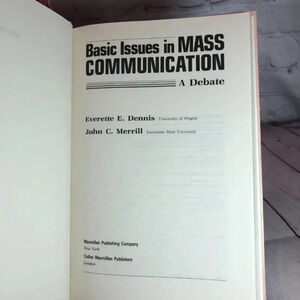 Basic Issues in MASS
COMMUNICATION
A Debate
Everette E. Dennis University of Oregon
John C. Merrill Louisiana State University
Macmillan Publishing Company
New York
Collier Macmillan Publishers
London